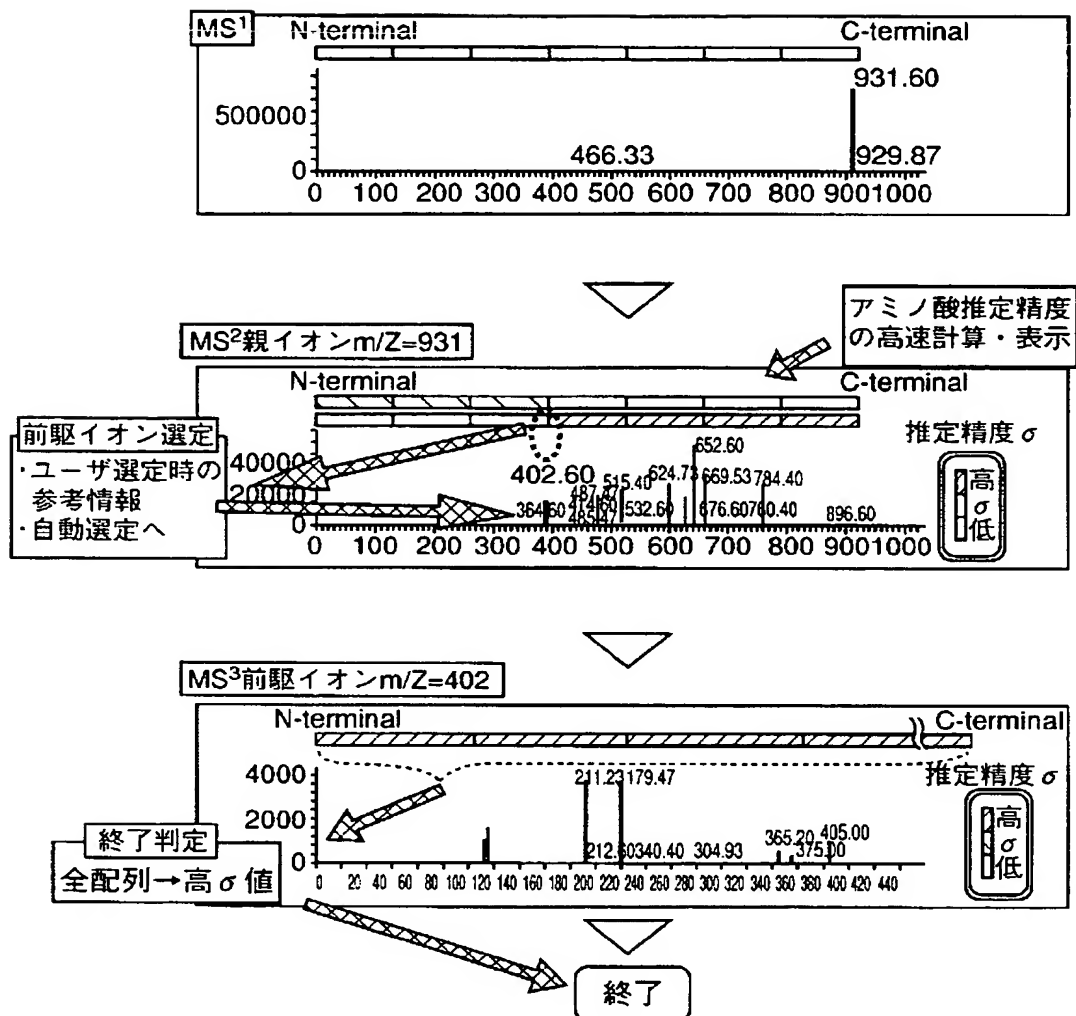 MS¹
N-terminal C-terminal
931.60
500000
466.33 929.87
0
0 100 200 300 400 500 600 700 800 9001000
アミノ酸推定精度
の高速計算・表示
MS²親イオンm/Z=931
N-terminal C-terminal
前駆イオン選定
・ユーザ選定時の
参考情報
・自動選定へ
推定精度σ
高
σ
低
40000
20000
0
652.60
402.60 515.40 624.73 669.53 784.40
364.60 532.60 676.60 760.40 896.60
0 100 200 300 400 500 600 700 800 9001000
MS³前駆イオンm/Z=402
N-terminal C-terminal
推定精度σ
高
σ
低
4000
2000
0
211.23 179.47
212.60 340.40 304.93 365.20 375.00 405.00
0 20 40 60 80 100 120 140 160 180 200 220 240 260 280 300 320 340 360 380 400 420 440
終了判定
全配列→高σ値
終了